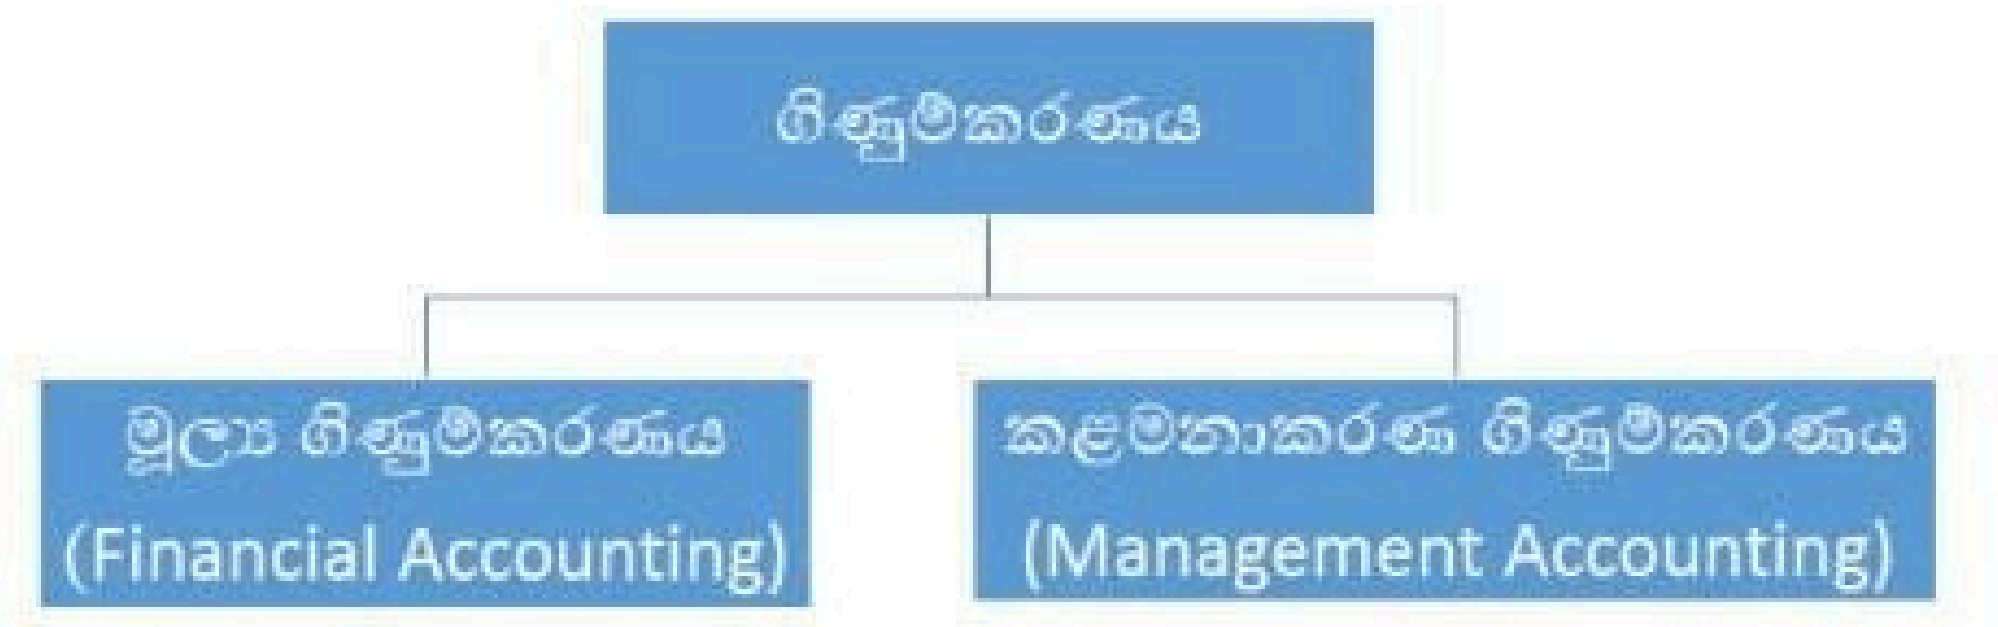 ගිණුම්කරණය
මූල්‍ය ගිණුම්කරණය
(Financial Accounting)
කළමනාකරණ ගිණුම්කරණය
(Management Accounting)